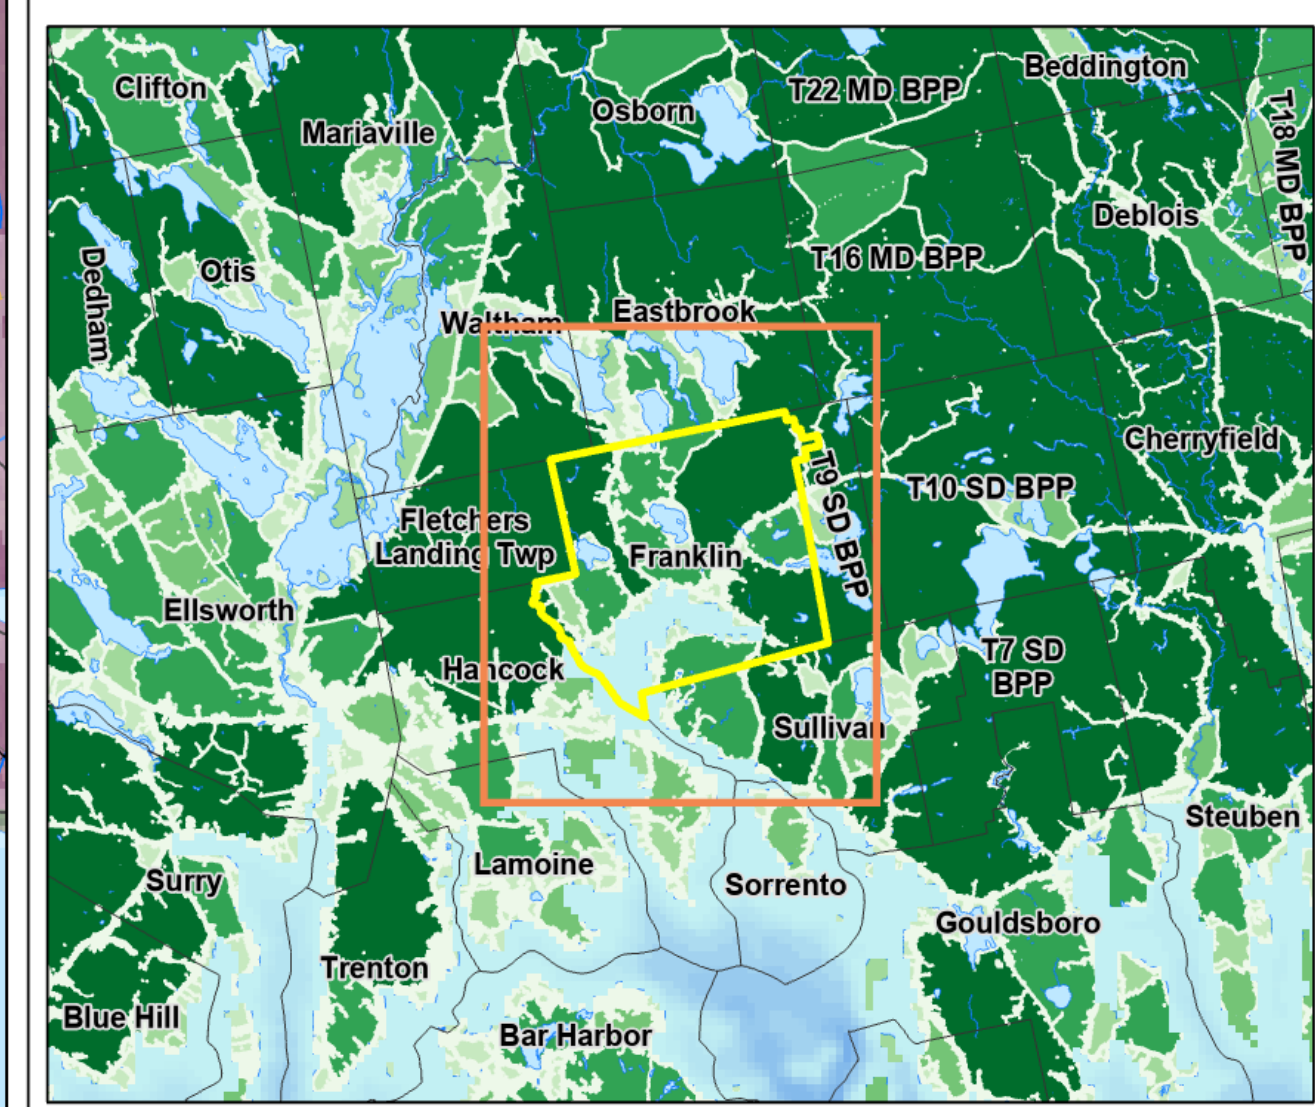 Beddington
Clifton
T22 MD BPP
Osborn
T18 MD BPP
Mariaville
Deblois
T16 MD BPP
Otis
Dedham
Eastbrook
Waltham
Cherryfield
T10 SD BPP
T9 SD BPP
Fletchers
Landing Twp
Franklin
Ellsworth
T7 SD
BPP
Hancock
Sullivan
Steuben
Lamoine
Surry
Sorrento
Gouldsboro
Trenton
Blue Hill
Bar Harbor